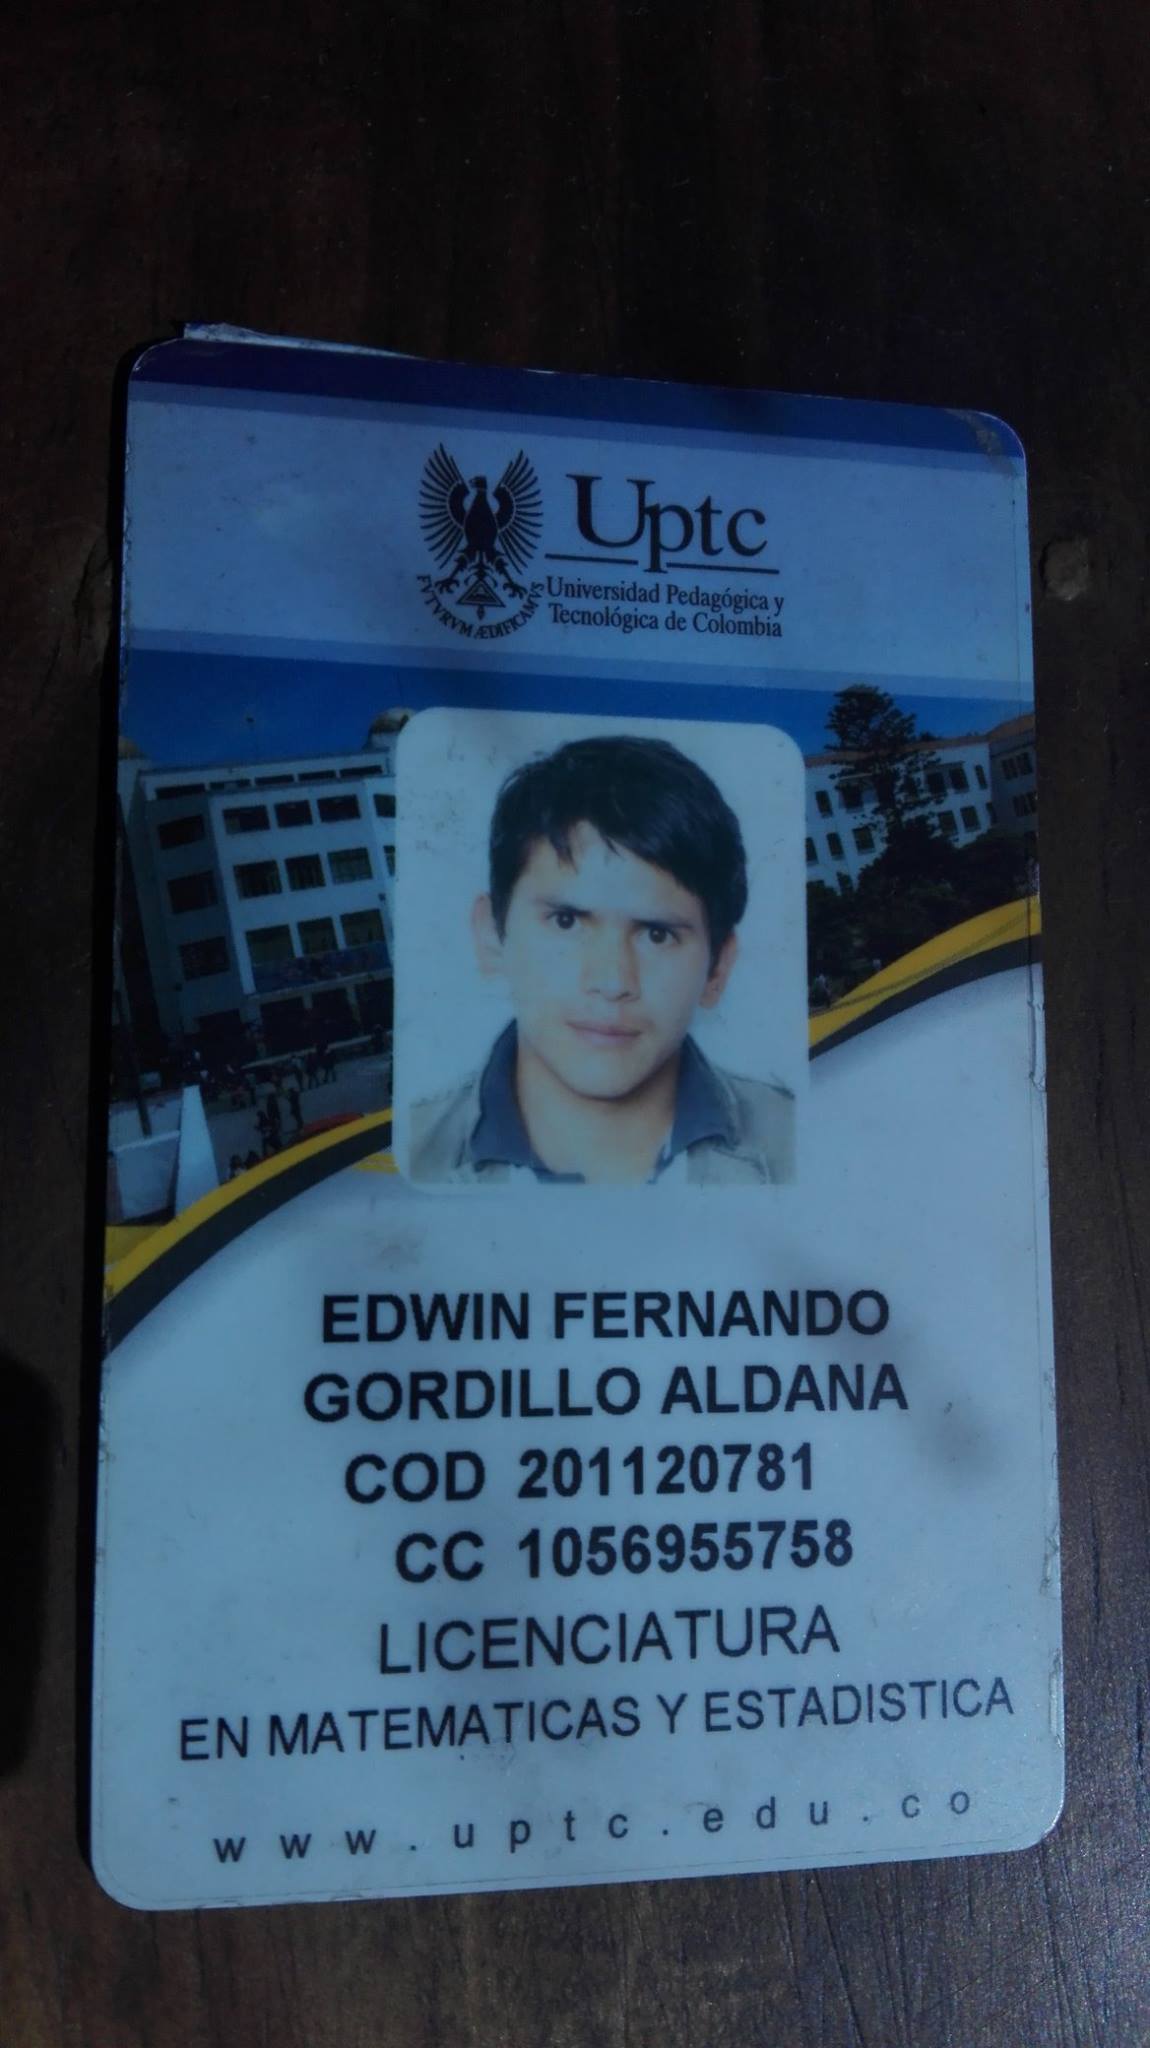 Uptc
Universidad Pedagógica y
Tecnológica de Colombia
FVTVRVM ÆDIFICAMVS
EDWIN FERNANDO
GORDILLO ALDANA
COD 201120781
CC 1056955758
LICENCIATURA
EN MATEMATICAS Y ESTADISTICA
www.uptc.edu.co